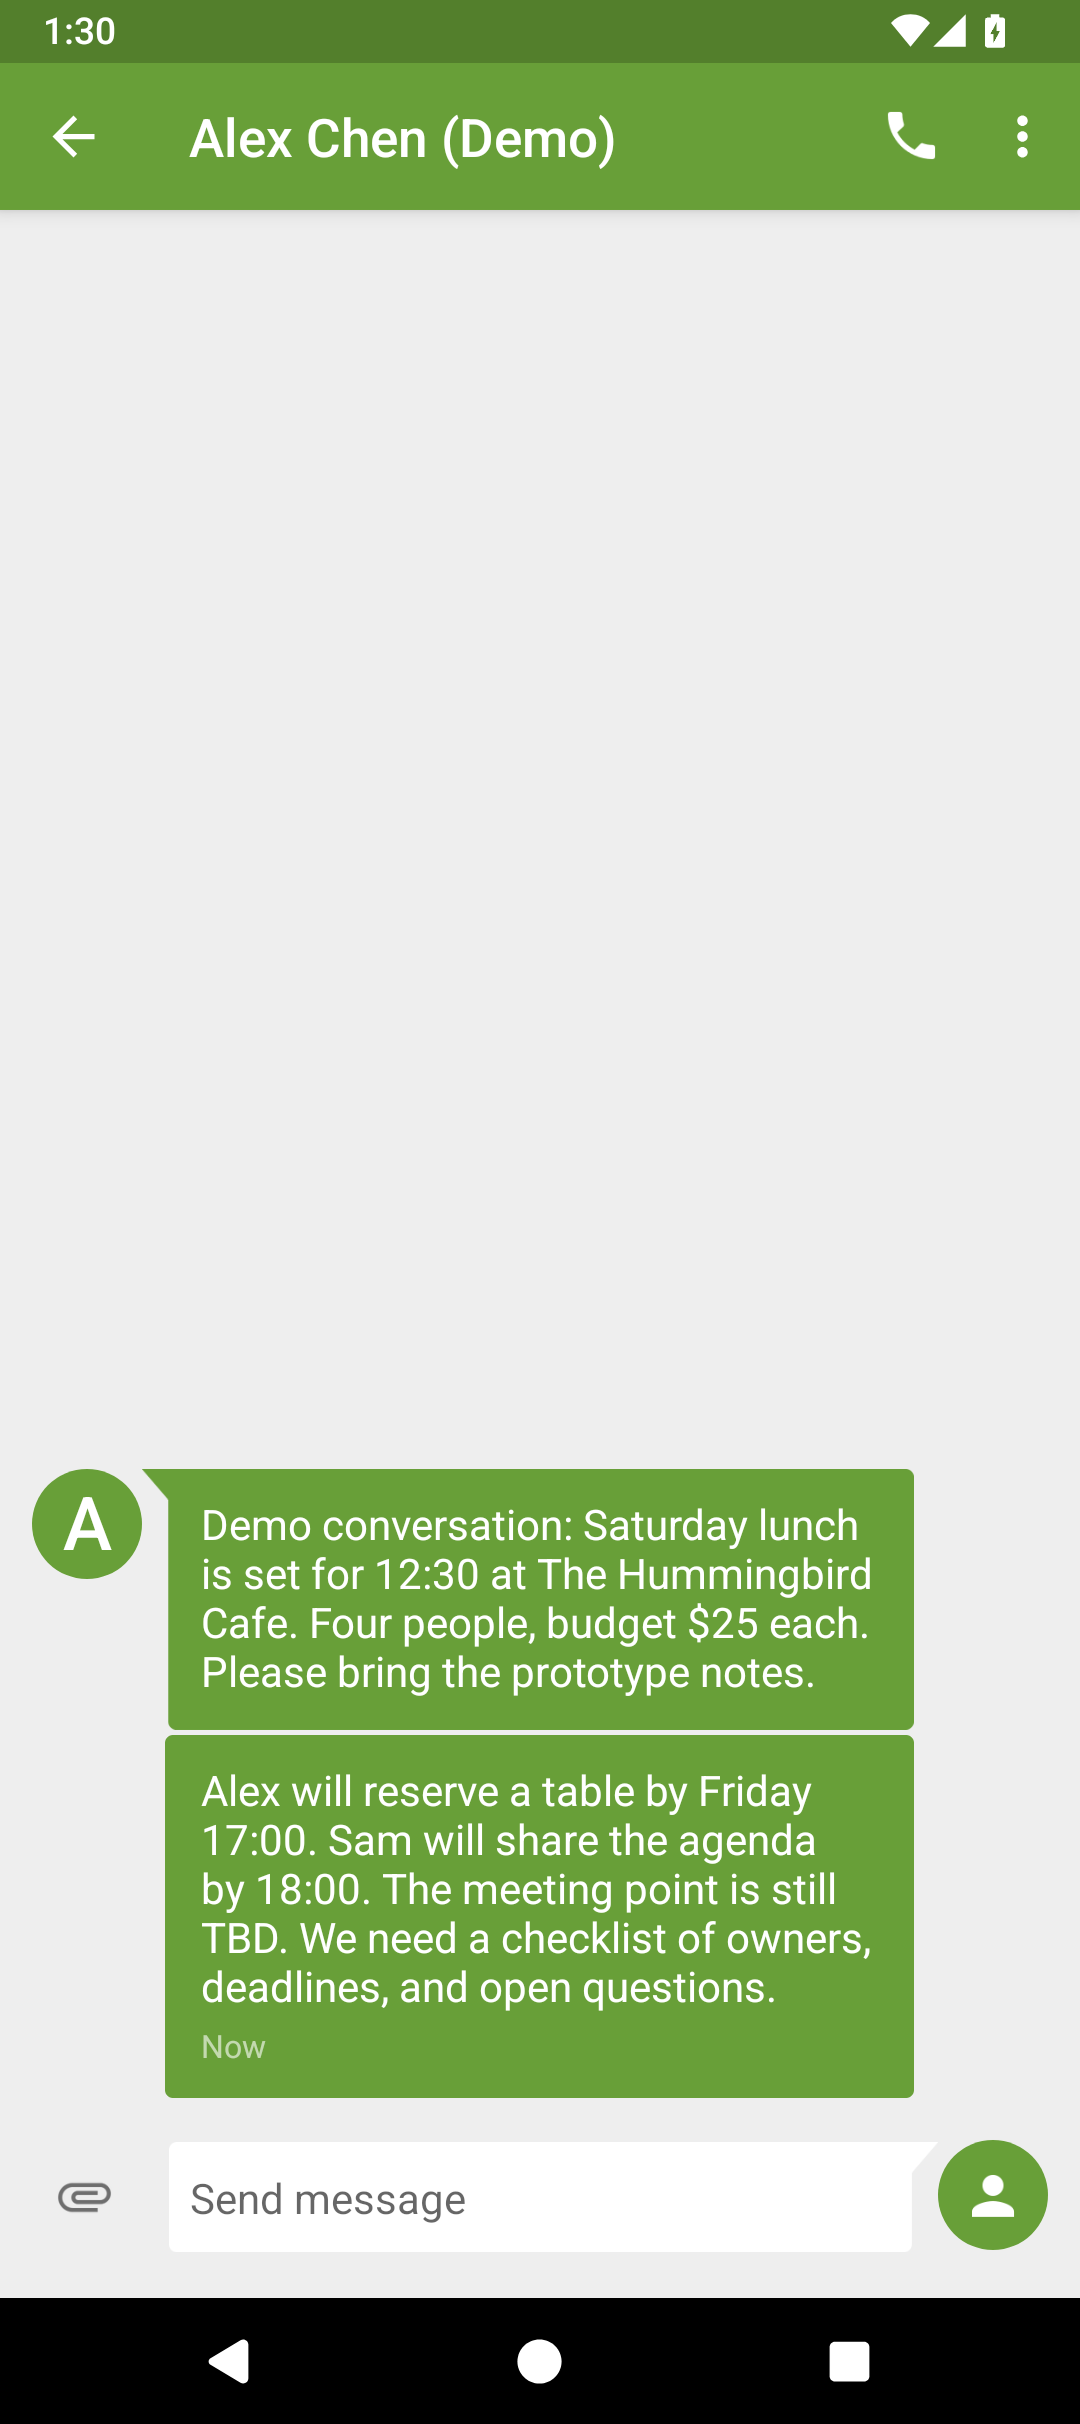 1:30
Alex Chen (Demo)
A
Demo conversation: Saturday lunch
is set for 12:30 at The Hummingbird
Cafe. Four people, budget $25 each.
Please bring the prototype notes.
Alex will reserve a table by Friday
17:00. Sam will share the agenda
by 18:00. The meeting point is still
TBD. We need a checklist of owners,
deadlines, and open questions.
Now
Send message